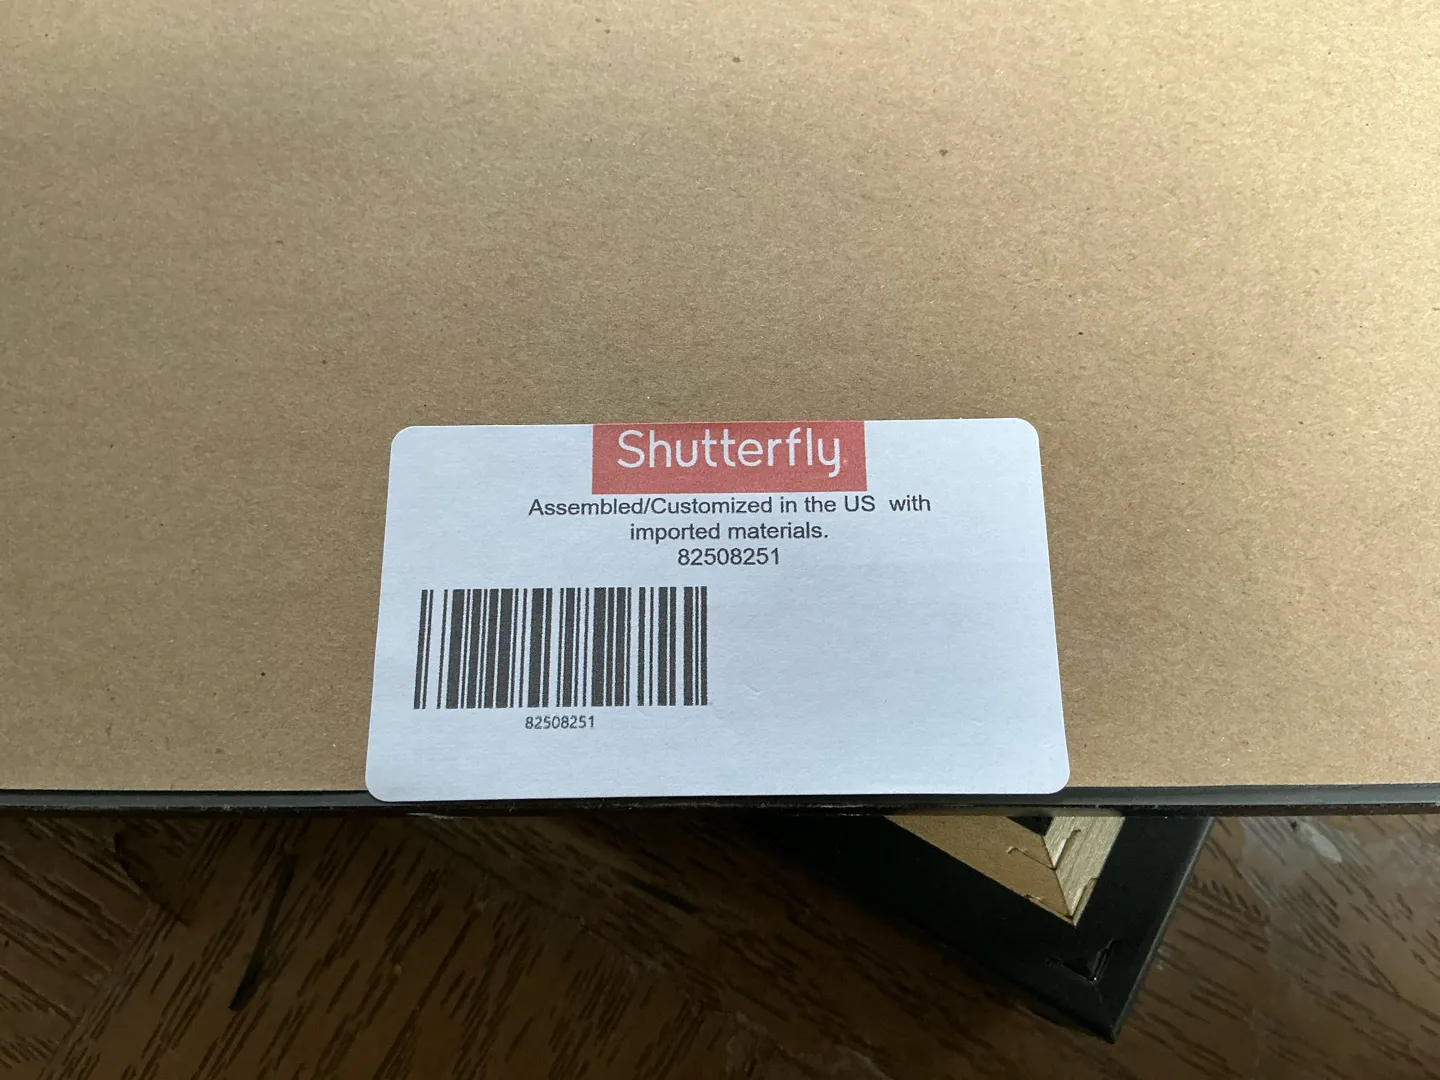 Shutterfly
Assembled/Customized in the US  with
imported materials.
82508251
82508251